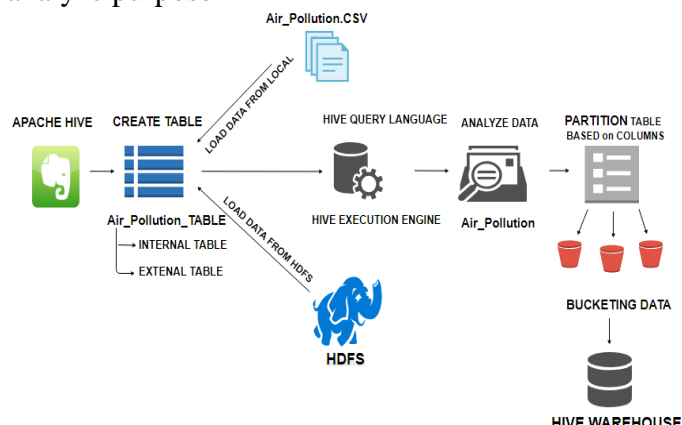 analyze purpose
Air_Pollution.CSV
LOAD DATA FROM LOCAL
APACHE HIVE
CREATE TABLE
HIVE QUERY LANGUAGE
ANALYZE DATA
PARTITION TABLE
BASED on COLUMNS
Air_Pollution_TABLE
INTERNAL TABLE
EXTENAL TABLE
LOAD DATA FROM HDFS
HIVE EXECUTION ENGINE
Air_Pollution
HDFS
BUCKETING DATA
HIVE WAREHOUSE